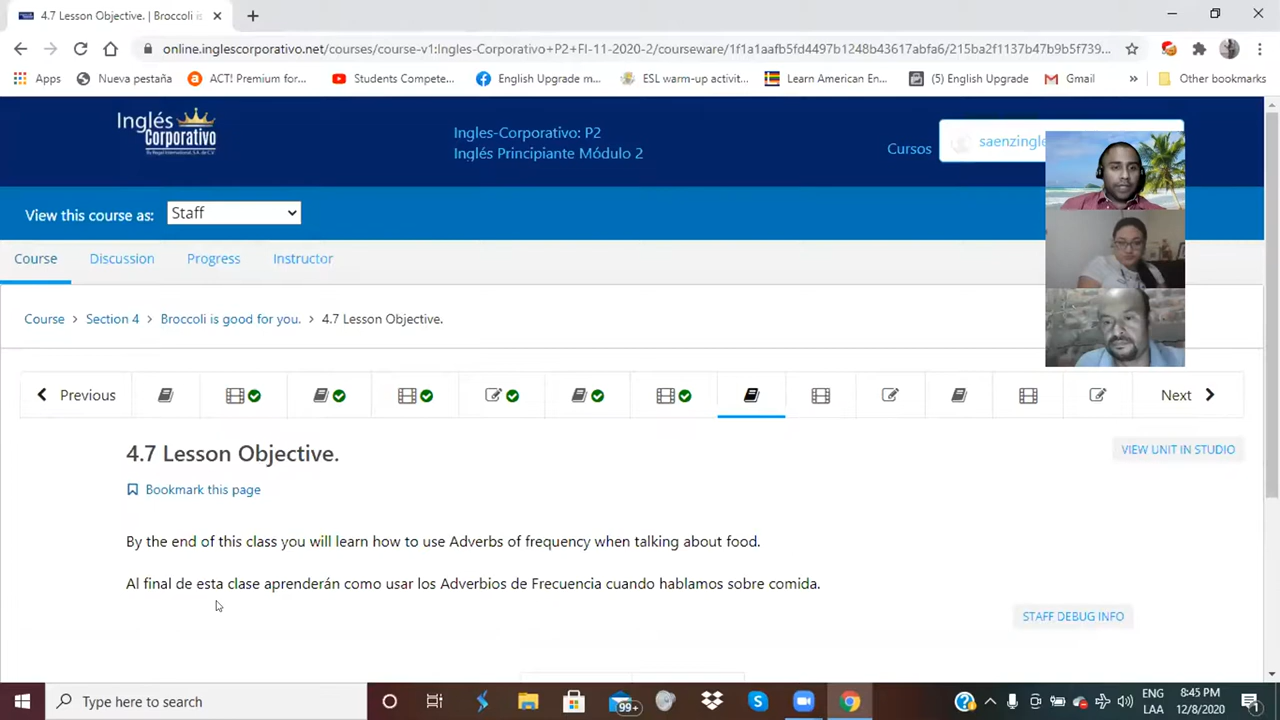 4.7 Lesson Objective. | Broccoli is
online.inglescorporativo.net/courses/course-v1:Ingles-Corporativo+P2+FI-11-2020-2/courseware/1f1a1aafb5fd4497b1248b43617abfa6/215ba2f1137b47b9b5f739...
Apps Nueva pestaña ACT! Premium for... Students Compete... English Upgrade m... ESL warm-up activit... Learn American En... (5) English Upgrade Gmail » Other bookmarks
Inglés
Corporativo
Ingles-Corporativo: P2
Inglés Principiante Módulo 2
Cursos
saenzingle
View this course as: Staff
Course Discussion Progress Instructor
Course > Section 4 > Broccoli is good for you. > 4.7 Lesson Objective.
Previous Next
4.7 Lesson Objective.
VIEW UNIT IN STUDIO
Bookmark this page
By the end of this class you will learn how to use Adverbs of frequency when talking about food.
Al final de esta clase aprenderán como usar los Adverbios de Frecuencia cuando hablamos sobre comida.
STAFF DEBUG INFO
Type here to search
99+
ENG
LAA
8:45 PM
12/8/2020
1